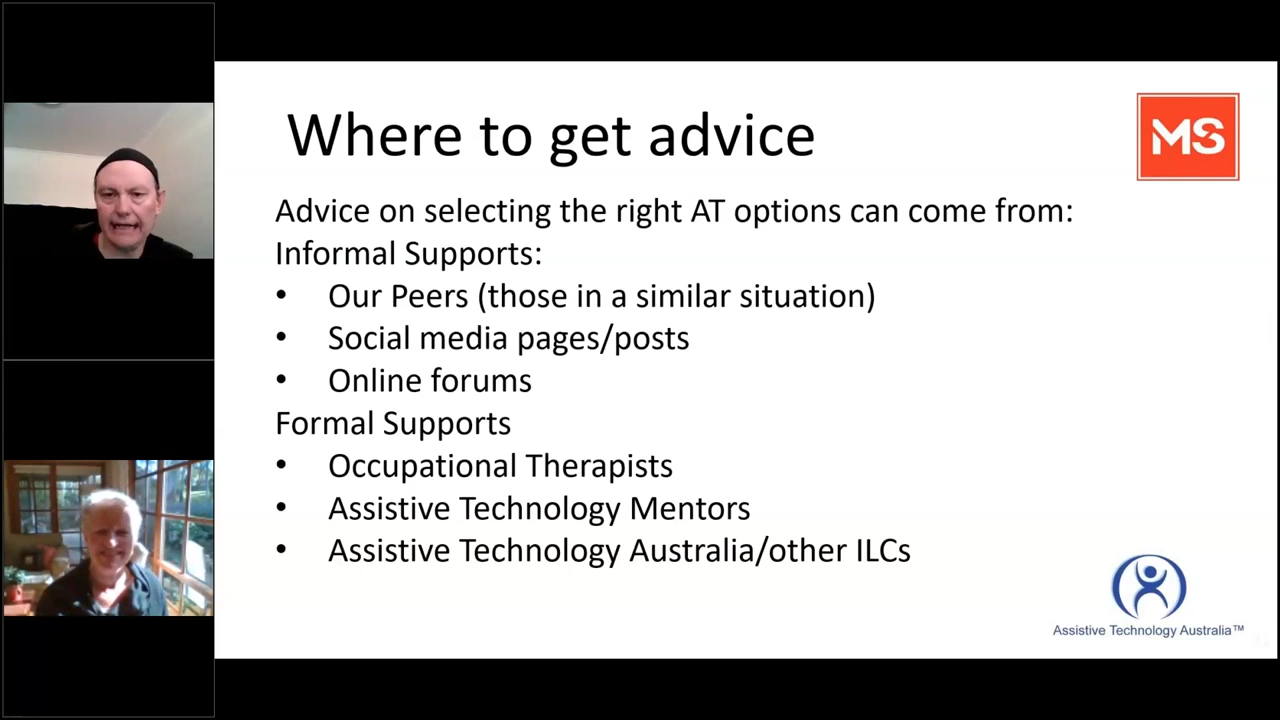 Where to get advice
MS
Advice on selecting the right AT options can come from:
Informal Supports:
• Our Peers (those in a similar situation)
• Social media pages/posts
• Online forums
Formal Supports
• Occupational Therapists
• Assistive Technology Mentors
• Assistive Technology Australia/other ILCs
Assistive Technology Australia™